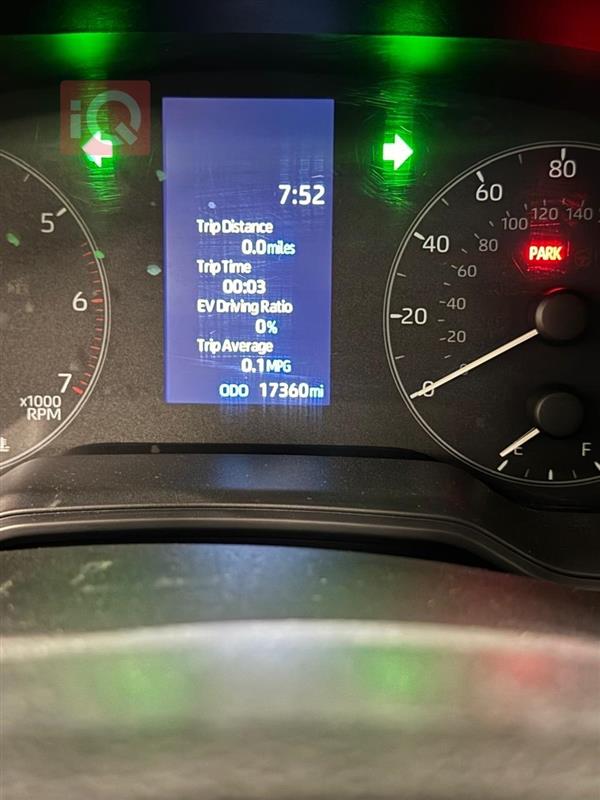 iQ
7:52
Trip Distance
0.0 miles
Trip Time
00:03
EV Driving Ratio
0%
Trip Average
0.1 MPG
ODO 17360 mi
5
6
7
x1000
RPM
80
60
40
20
0
140
120
100
80
60
40
20
0
PARK
E F